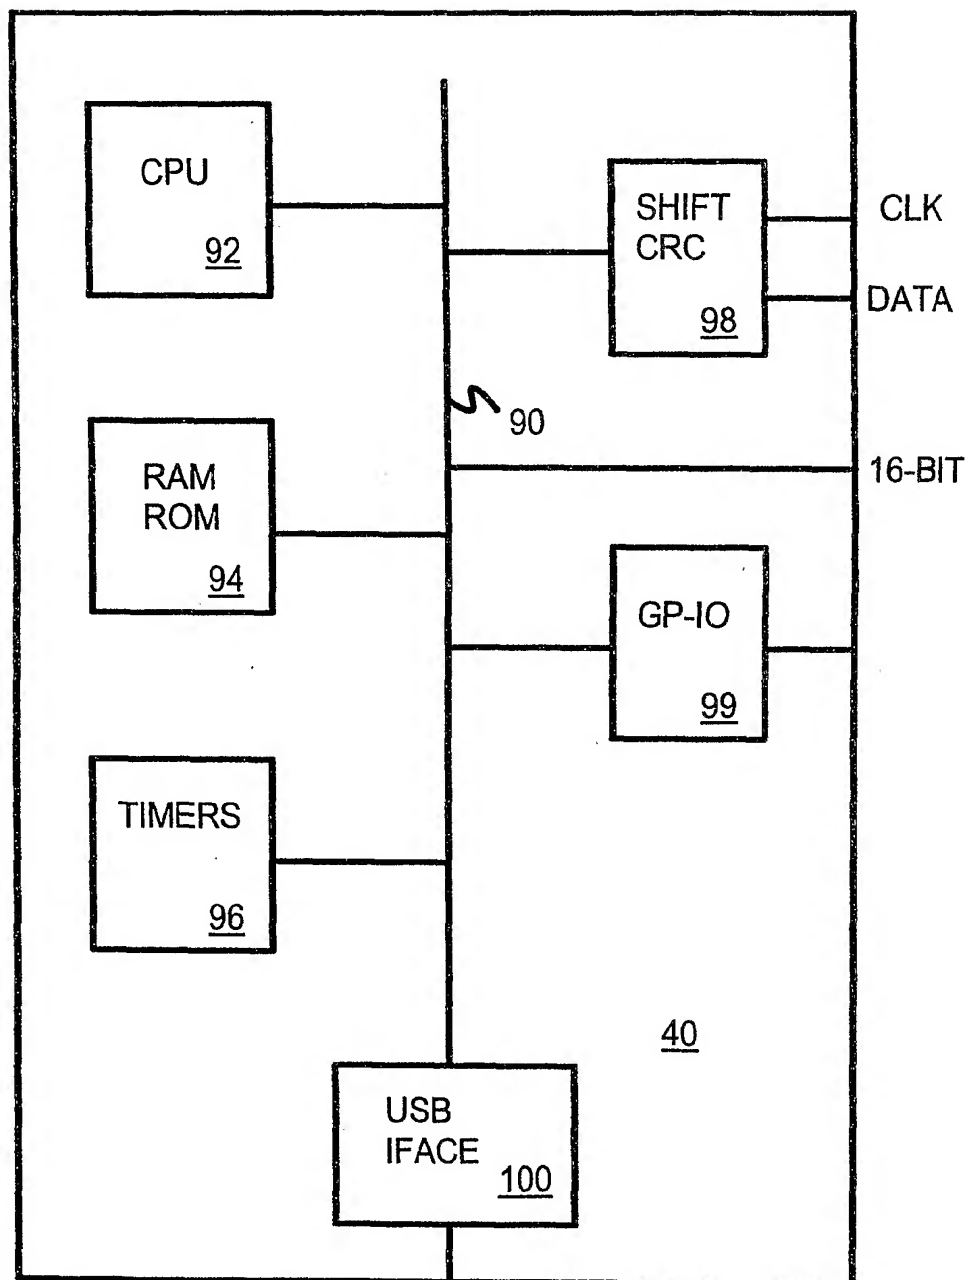 CPU
92
SHIFT
CRC
98
CLK
DATA
90
RAM
ROM
94
16-BIT
GP-IO
99
TIMERS
96
40
USB
IFACE
100